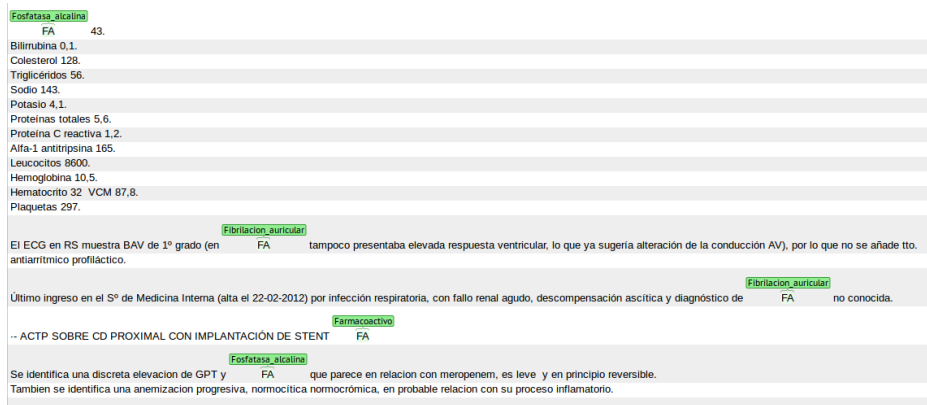 Fosfatasa_alcalina
FA 43.
Bilirrubina 0,1.
Colesterol 128.
Triglicéridos 56.
Sodio 143.
Potasio 4,1.
Proteínas totales 5,6.
Proteína C reactiva 1,2.
Alfa-1 antitripsina 165.
Leucocitos 8600.
Hemoglobina 10,5.
Hematocrito 32 VCM 87,8.
Plaquetas 297.
Fibrilacion_auricular
El ECG en RS muestra BAV de 1º grado (en FA tampoco presentaba elevada respuesta ventricular, lo que ya sugería alteración de la conducción AV), por lo que no se añade tto.
antiarrítmico profiláctico.
Fibrilacion_auricular
Último ingreso en el Sº de Medicina Interna (alta el 22-02-2012) por infección respiratoria, con fallo renal agudo, descompensación ascítica y diagnóstico de FA no conocida.
Farmacoactivo
-- ACTP SOBRE CD PROXIMAL CON IMPLANTACIÓN DE STENT FA
Fosfatasa_alcalina
Se identifica una discreta elevacion de GPT y FA que parece en relacion con meropenem, es leve y en principio reversible.
Tambien se identifica una anemizacion progresiva, normocítica normocrómica, en probable relacion con su proceso inflamatorio.